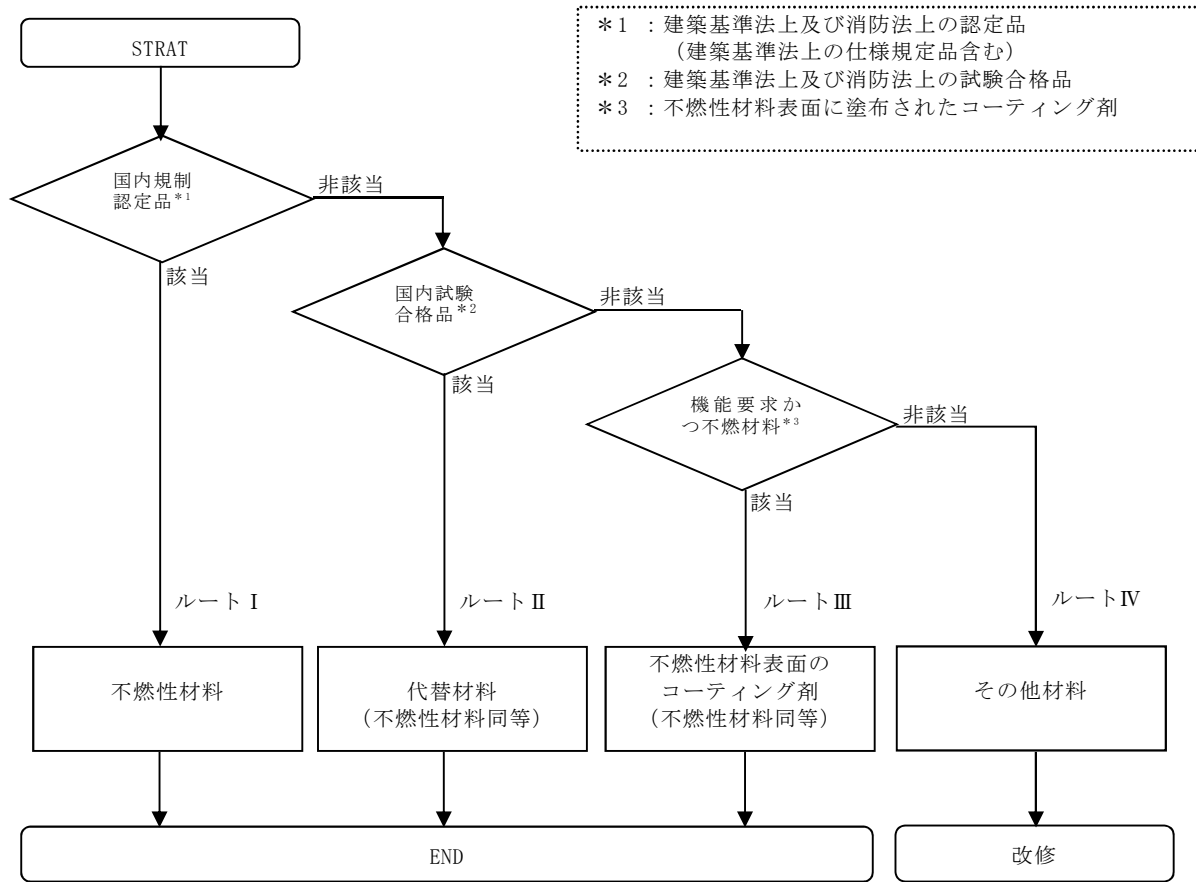 STRAT
*1 :建築基準法上及び消防法上の認定品
(建築基準法上の仕様規定品含む)
*2 :建築基準法上及び消防法上の試験合格品
*3 :不燃性材料表面に塗布されたコーティング剤
国内規制
認定品*1
非該当
該当
国内試験
合格品*2
非該当
該当
機能要求か
つ不燃材料*3
非該当
該当
ルートⅠ
ルートⅡ
ルートⅢ
ルートⅣ
不燃性材料
代替材料
(不燃性材料同等)
不燃性材料表面の
コーティング剤
(不燃性材料同等)
その他材料
END
改修